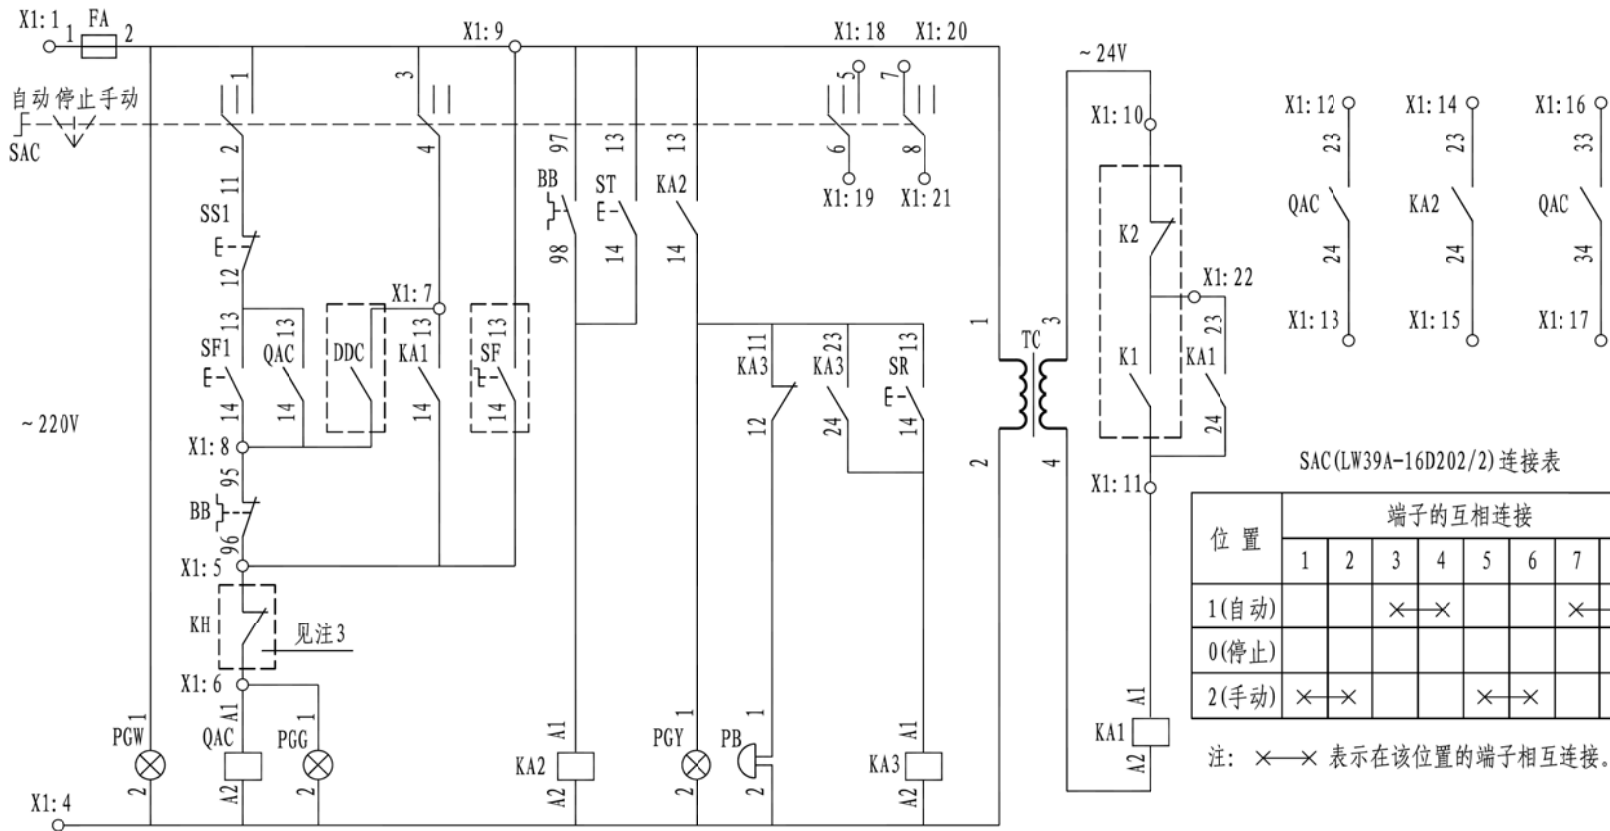 X1:1
1
FA
2
X1:9
X1:18
X1:20
~24V
1
3
5
7
自动 停止 手动
SAC
2
4
97
13
13
6
8
X1:19
X1:21
X1:10
X1:12
X1:14
X1:16
23
23
33
QAC
KA2
QAC
24
24
34
X1:13
X1:15
X1:17
11
SS1
12
BB
98
ST
14
KA2
14
K2
X1:22
X1:7
13
SF1
14
13
QAC
14
DDC
13
KA1
14
13
SF
14
11
KA3
12
23
KA3
24
13
SR
14
1
TC
3
2
4
K1
23
KA1
24
~220V
X1:8
95
BB
96
X1:5
KH
见注3
X1:6
X1:11
SAC(LW39A-16D202/2)连接表
位 置
端子的互相连接
1 2 3 4 5 6 7
1(自动) ×—× ×—
0(停止)
2(手动) ×—× ×—×
注: ×—× 表示在该位置的端子相互连接。
PGW
1
2
A1
QAC
A2
PGG
1
2
A1
KA2
A2
PGY
1
2
PB
1
2
A1
KA3
A2
A1
KA1
A2
X1:4